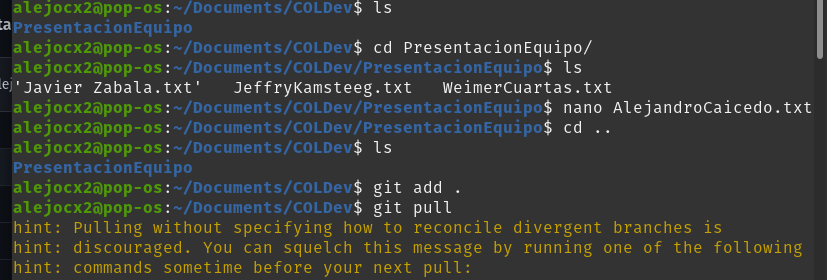 alejocx2@pop-os:~/Documents/COLDev$ ls
PresentacionEquipo
alejocx2@pop-os:~/Documents/COLDev$ cd PresentacionEquipo/
alejocx2@pop-os:~/Documents/COLDev/PresentacionEquipo$ ls
'Javier Zabala.txt'   JeffryKamsteeg.txt   WeimerCuartas.txt
alejocx2@pop-os:~/Documents/COLDev/PresentacionEquipo$ nano AlejandroCaicedo.txt
alejocx2@pop-os:~/Documents/COLDev/PresentacionEquipo$ cd ..
alejocx2@pop-os:~/Documents/COLDev$ ls
PresentacionEquipo
alejocx2@pop-os:~/Documents/COLDev$ git add .
alejocx2@pop-os:~/Documents/COLDev$ git pull
hint: Pulling without specifying how to reconcile divergent branches is
hint: discouraged. You can squelch this message by running one of the following
hint: commands sometime before your next pull: